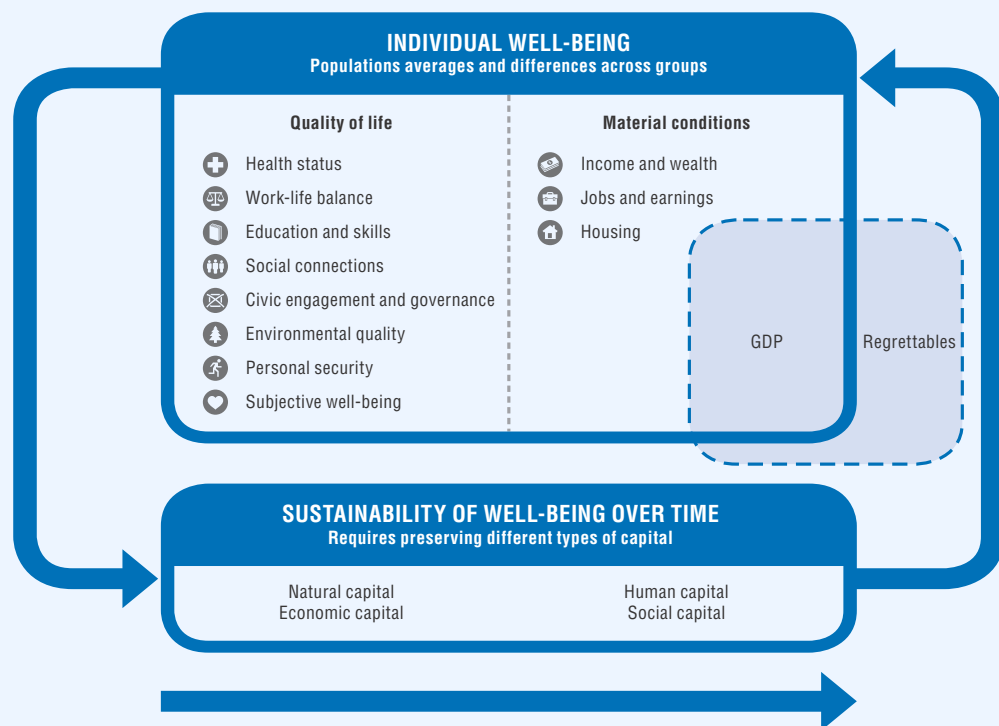 INDIVIDUAL WELL-BEING
Populations averages and differences across groups
Quality of life
Health status
Work-life balance
Education and skills
Social connections
Civic engagement and governance
Environmental quality
Personal security
Subjective well-being
Material conditions
Income and wealth
Jobs and earnings
Housing
GDP
Regrettables
SUSTAINABILITY OF WELL-BEING OVER TIME
Requires preserving different types of capital
Natural capital
Economic capital
Human capital
Social capital